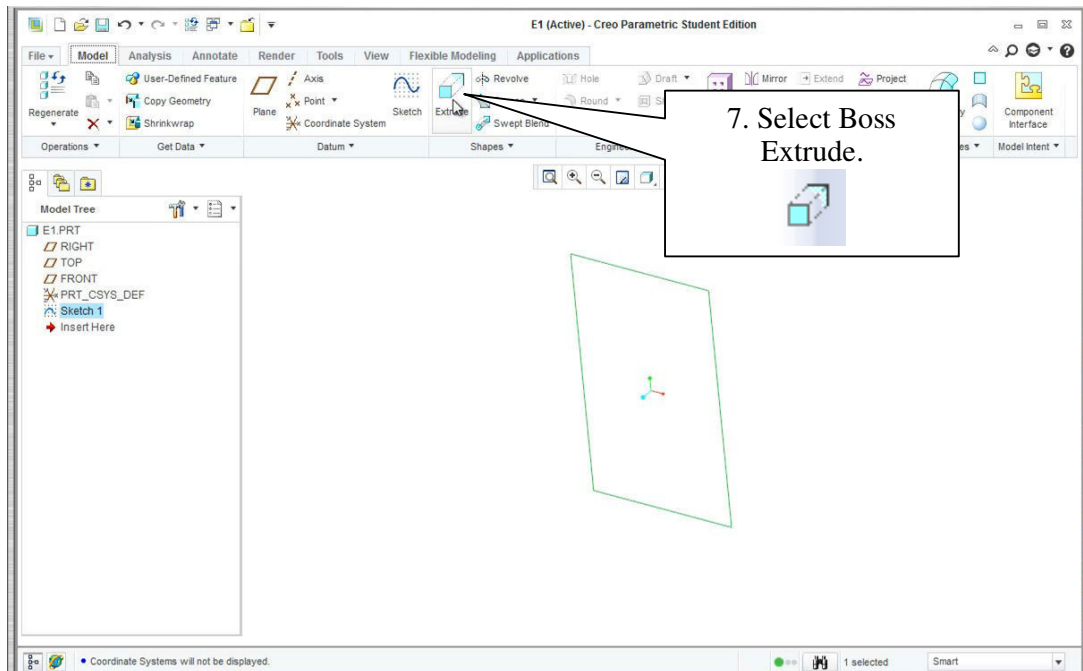 E1 (Active) - Creo Parametric Student Edition
File Model Analysis Annotate Render Tools View Flexible Modeling Applications
User-Defined Feature Axis Revolve Hole Draft Mirror Extend Project
Copy Geometry Point Round
Regenerate Shrinkwrap Plane Coordinate System Sketch Extrude Swept Blend Component
Interface
Operations Get Data Datum Shapes Model Intent
7. Select Boss
Extrude.
Model Tree
E1.PRT
RIGHT
TOP
FRONT
PRT_CSYS_DEF
Sketch 1
Insert Here
• Coordinate Systems will not be displayed. 1 selected Smart